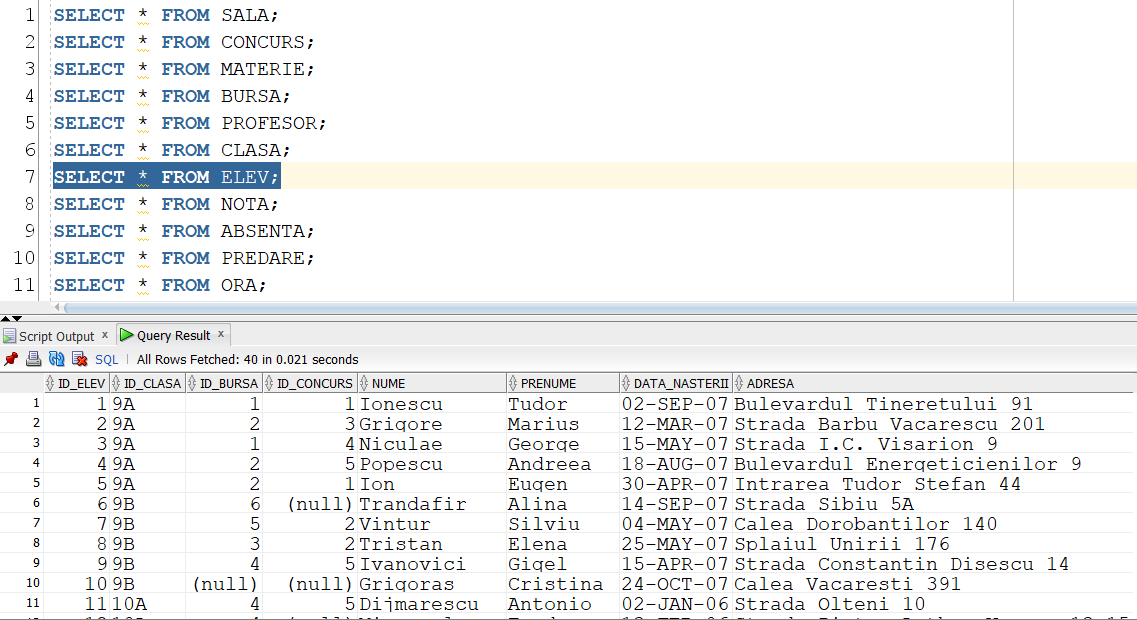 1 SELECT * FROM SALA;
2 SELECT * FROM CONCURS;
3 SELECT * FROM MATERIE;
4 SELECT * FROM BURSA;
5 SELECT * FROM PROFESOR;
6 SELECT * FROM CLASA;
7 SELECT * FROM ELEV;
8 SELECT * FROM NOTA;
9 SELECT * FROM ABSENTA;
10 SELECT * FROM PREDARE;
11 SELECT * FROM ORA;
Script Output x Query Result x
SQL | All Rows Fetched: 40 in 0.021 seconds
ID_ELEV ID_CLASA ID_BURSA ID_CONCURS NUME PRENUME DATA_NASTERII ADRESA
1 1 9A 1 1 Ionescu Tudor 02-SEP-07 Bulevardul Tineretului 91
2 2 9A 2 3 Grigore Marius 12-MAR-07 Strada Barbu Vacarescu 201
3 3 9A 1 4 Niculae George 15-MAY-07 Strada I.C. Visarion 9
4 4 9A 2 5 Popescu Andreea 18-AUG-07 Bulevardul Energeticienilor 9
5 5 9A 2 1 Ion Eugen 30-APR-07 Intrarea Tudor Stefan 44
6 6 9B 6 (null) Trandafir Alina 14-SEP-07 Strada Sibiu 5A
7 7 9B 5 2 Vintur Silviu 04-MAY-07 Calea Dorobantilor 140
8 8 9B 3 2 Tristan Elena 25-MAY-07 Splaiul Unirii 176
9 9 9B 4 5 Ivanovici Gigel 15-APR-07 Strada Constantin Disescu 14
10 10 9B (null) (null) Grigoras Cristina 24-OCT-07 Calea Vacaresti 391
11 11 10A 4 5 Dijmarescu Antonio 02-JAN-06 Strada Olteni 10